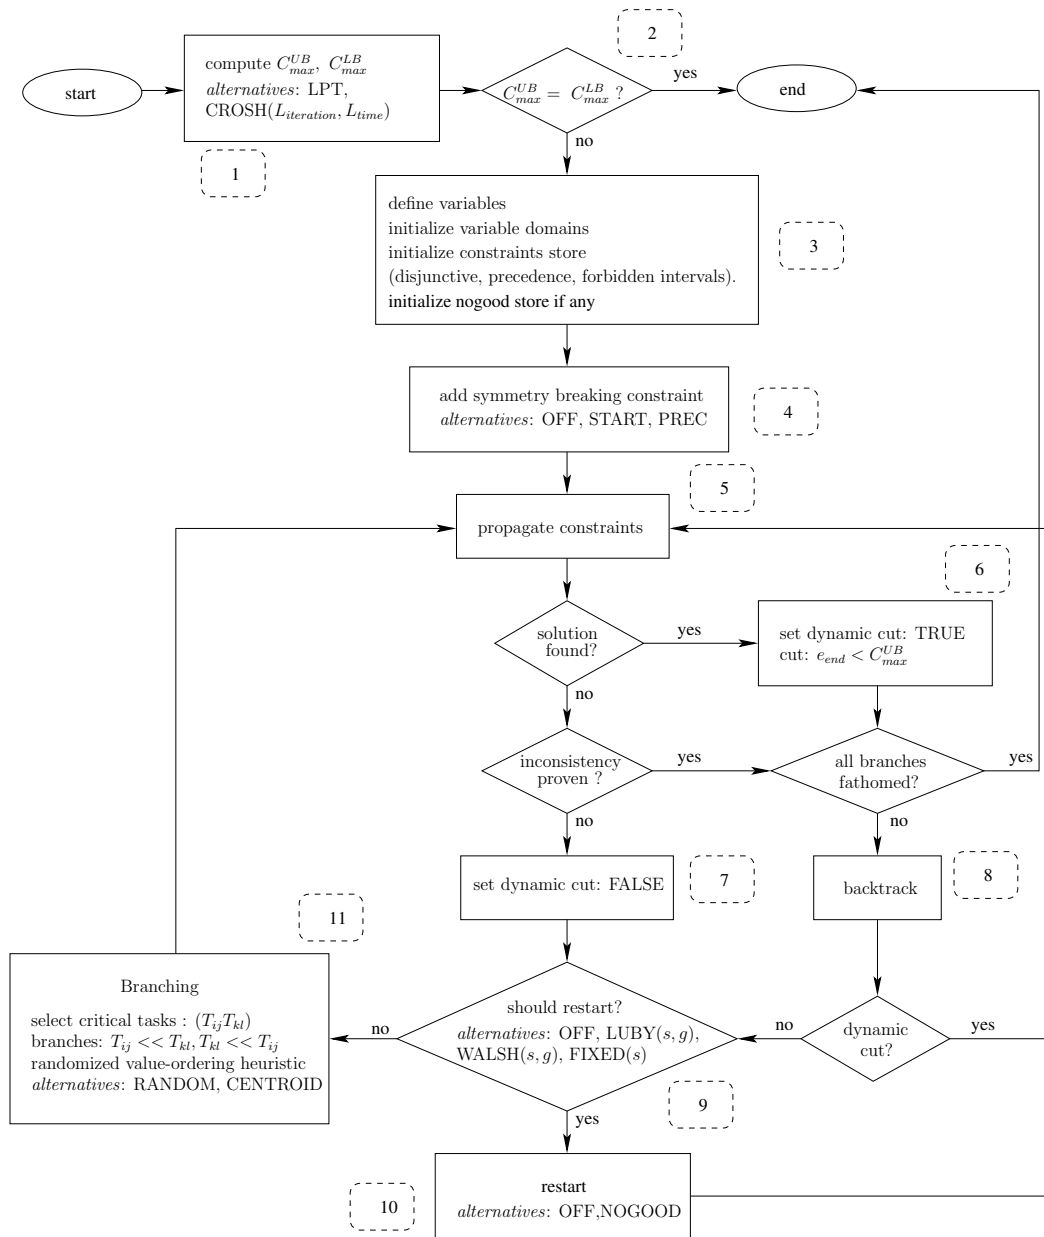 start
compute C_{max}^{UB}, C_{max}^{LB}
alternatives: LPT,
CROSH(L_{iteration}, L_{time})
1
C_{max}^{UB} = C_{max}^{LB} ?
2
yes
end
no
define variables
initialize variable domains
initialize constraints store
(disjunctive, precedence, forbidden intervals).
initialize nogood store if any
3
add symmetry breaking constraint
alternatives: OFF, START, PREC
4
5
propagate constraints
6
solution
found?
yes
set dynamic cut: TRUE
cut: e_{end} < C_{max}^{UB}
no
inconsistency
proven ?
yes
all branches
fathomed?
yes
no
no
set dynamic cut: FALSE
7
backtrack
8
11
Branching
select critical tasks : (T_{ij}T_{kl})
branches: T_{ij} << T_{kl}, T_{kl} << T_{ij}
randomized value-ordering heuristic
alternatives: RANDOM, CENTROID
no
should restart?
alternatives: OFF, LUBY(s, g),
WALSH(s, g), FIXED(s)
no
dynamic
cut?
yes
9
yes
10
restart
alternatives: OFF,NOGOOD